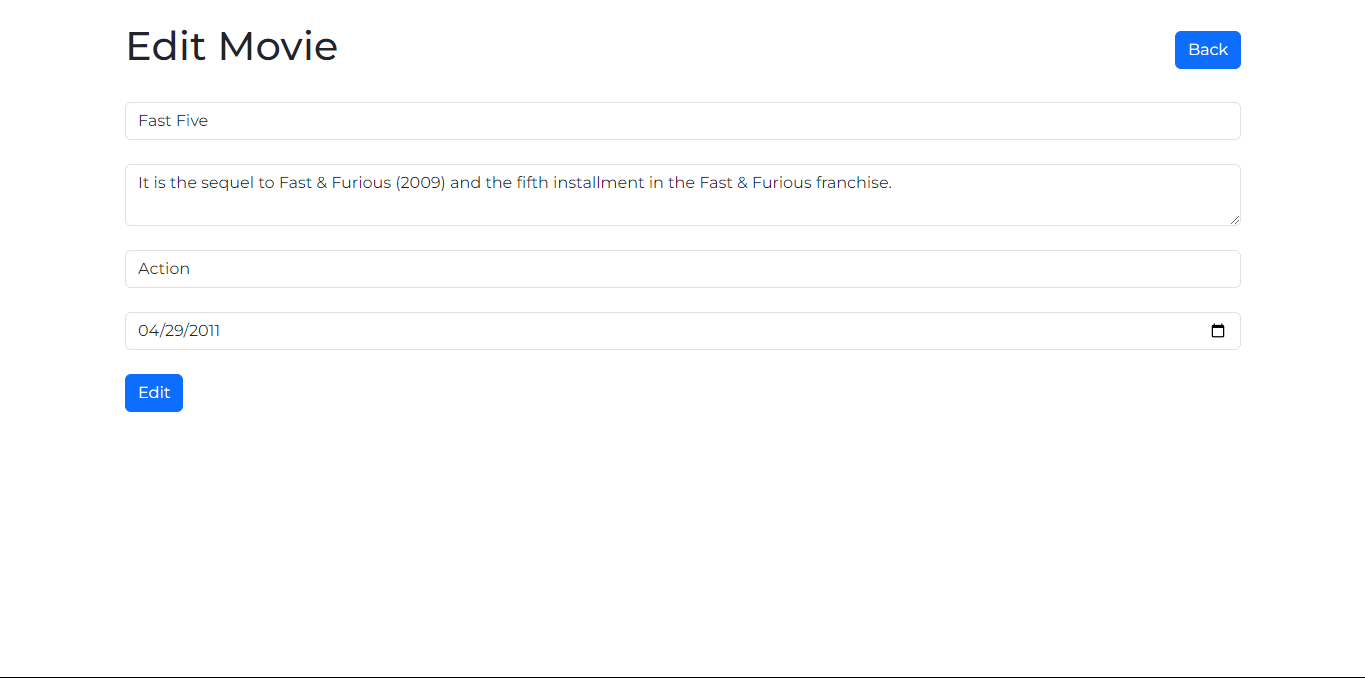 Edit Movie
Back
Fast Five
It is the sequel to Fast & Furious (2009) and the fifth installment in the Fast & Furious franchise.
Action
04/29/2011
Edit